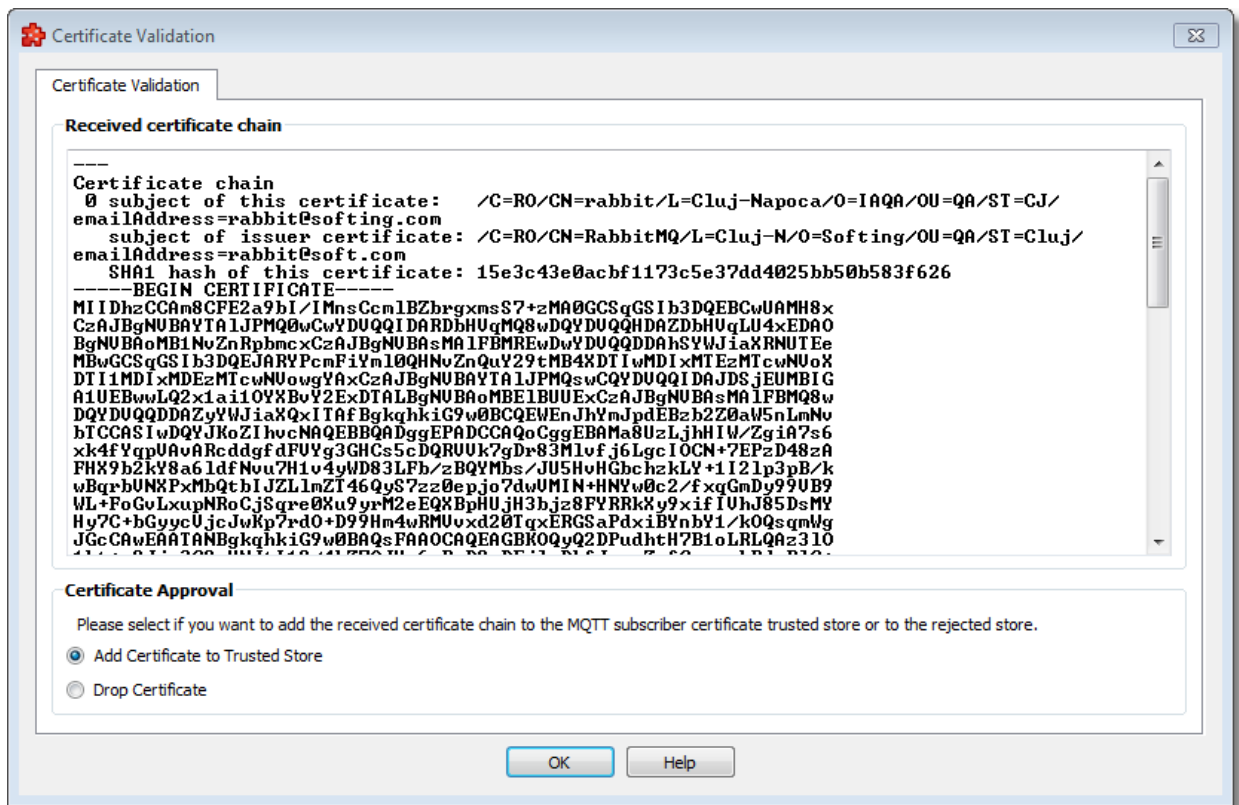 Certificate Validation
Certificate Validation
Received certificate chain
---
Certificate chain
0 subject of this certificate: /C=RO/CN=rabbit/L=Cluj-Napoca/O=IAQA/OU=QA/ST=CJ/
emailAddress=rabbit@softing.com
subject of issuer certificate: /C=RO/CN=RabbitMQ/L=Cluj-N/O=Softing/OU=QA/ST=Cluj/
emailAddress=rabbit@soft.com
SHA1 hash of this certificate: 15e3c43e0acbf1173c5e37dd4025bb50b583f626
-----BEGIN CERTIFICATE-----
MIIDhzCCAm8CFE2a9bI/IMnsCcmlBZbrgxmsS7+zMA0GCSqGSIb3DQEBCwUAMH8x
CzAJBgNVBAYTAlJPMQ0wCwYDVQQIDARDbHVqMQ8wDQYDVQQHDAZDbHVqLU4xEDAO
BgNVBAoMB1NvZnRpbmcxCzAJBgNVBAsMAlFBMREwDwYDVQQDDAhSYWJiaXRNUTEe
MBwGCSqGSIb3DQEJARYPcmFiYml0QHNvZnQuY29tMB4XDTIwMDIxMTEzMTcwNVoX
DTI1MDIxMDEzMTcwNVowgYAxCzAJBgNVBAYTAlJPMQswCQYDVQQIDAJDSjEUMBIG
A1UEBwwLQ2x1ai1OYXBvY2ExDTALBgNVBAoMBElBUUExCzAJBgNVBAsMAlFBMQ8w
DQYDVQQDDAZyYWJiaXQxITAfBgkqhkiG9w0BCQEWEnJhYmJpdEBzb2Z0aW5nLmNv
bTCCASIwDQYJKoZIhvcNAQEBBQADggEPADCCAQoCggEBAMa8UzLjhHIW/ZgiA7s6
xk4fYqpVAvARcddgfdFVYg3GHCs5cDQRVVk7gDr83Mlvfj6LgcIOCN+7EPzD48zA
FHX9b2kY8a6ldfNvu7H1v4yWD83LFb/zBQYMbs/JU5HvHGbchzkLY+1I2lp3pB/k
wBqrbVNXPxMbQtbIJZLlmZT46QyS7zz0epjo7dwVMIN+HNYw0c2/fxqGmDy99VB9
WL+FoGvLxupNRoCjSqre0Xu9yrM2eEQXBpHUjH3bjz8FYRRkXy9xifIVhJ85DsMY
Hy7C+bGyycVjcJwKp7rdO+D99Hm4wRMVvxd20TqxERGSaPdxiBYnbY1/kOQsqmWg
JGcCAwEAATANBgkqhkiG9w0BAQsFAAOCAQEAGBKOQyQ2DPudhtH7B1oLRLQAz3lO
Certificate Approval
Please select if you want to add the received certificate chain to the MQTT subscriber certificate trusted store or to the rejected store.
Add Certificate to Trusted Store
Drop Certificate
OK
Help